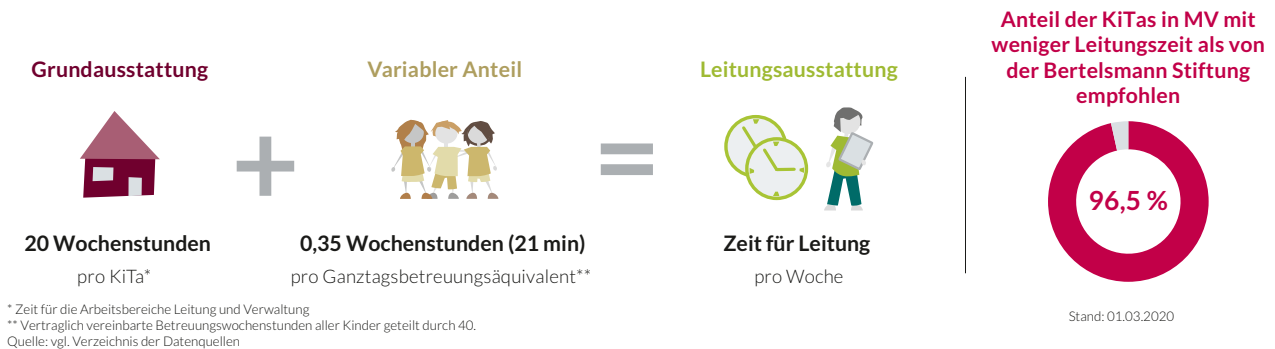 Grundausstattung
Variabler Anteil
Leitungsausstattung
20 Wochenstunden
pro KiTa*
0,35 Wochenstunden (21 min)
pro Ganztagsbetreuungsäquivalent**
Zeit für Leitung
pro Woche
* Zeit für die Arbeitsbereiche Leitung und Verwaltung
** Vertraglich vereinbarte Betreuungswochenstunden aller Kinder geteilt durch 40.
Quelle: vgl. Verzeichnis der Datenquellen
Anteil der KiTas in MV mit
weniger Leitungszeit als von
der Bertelsmann Stiftung
empfohlen
96,5 %
Stand: 01.03.2020